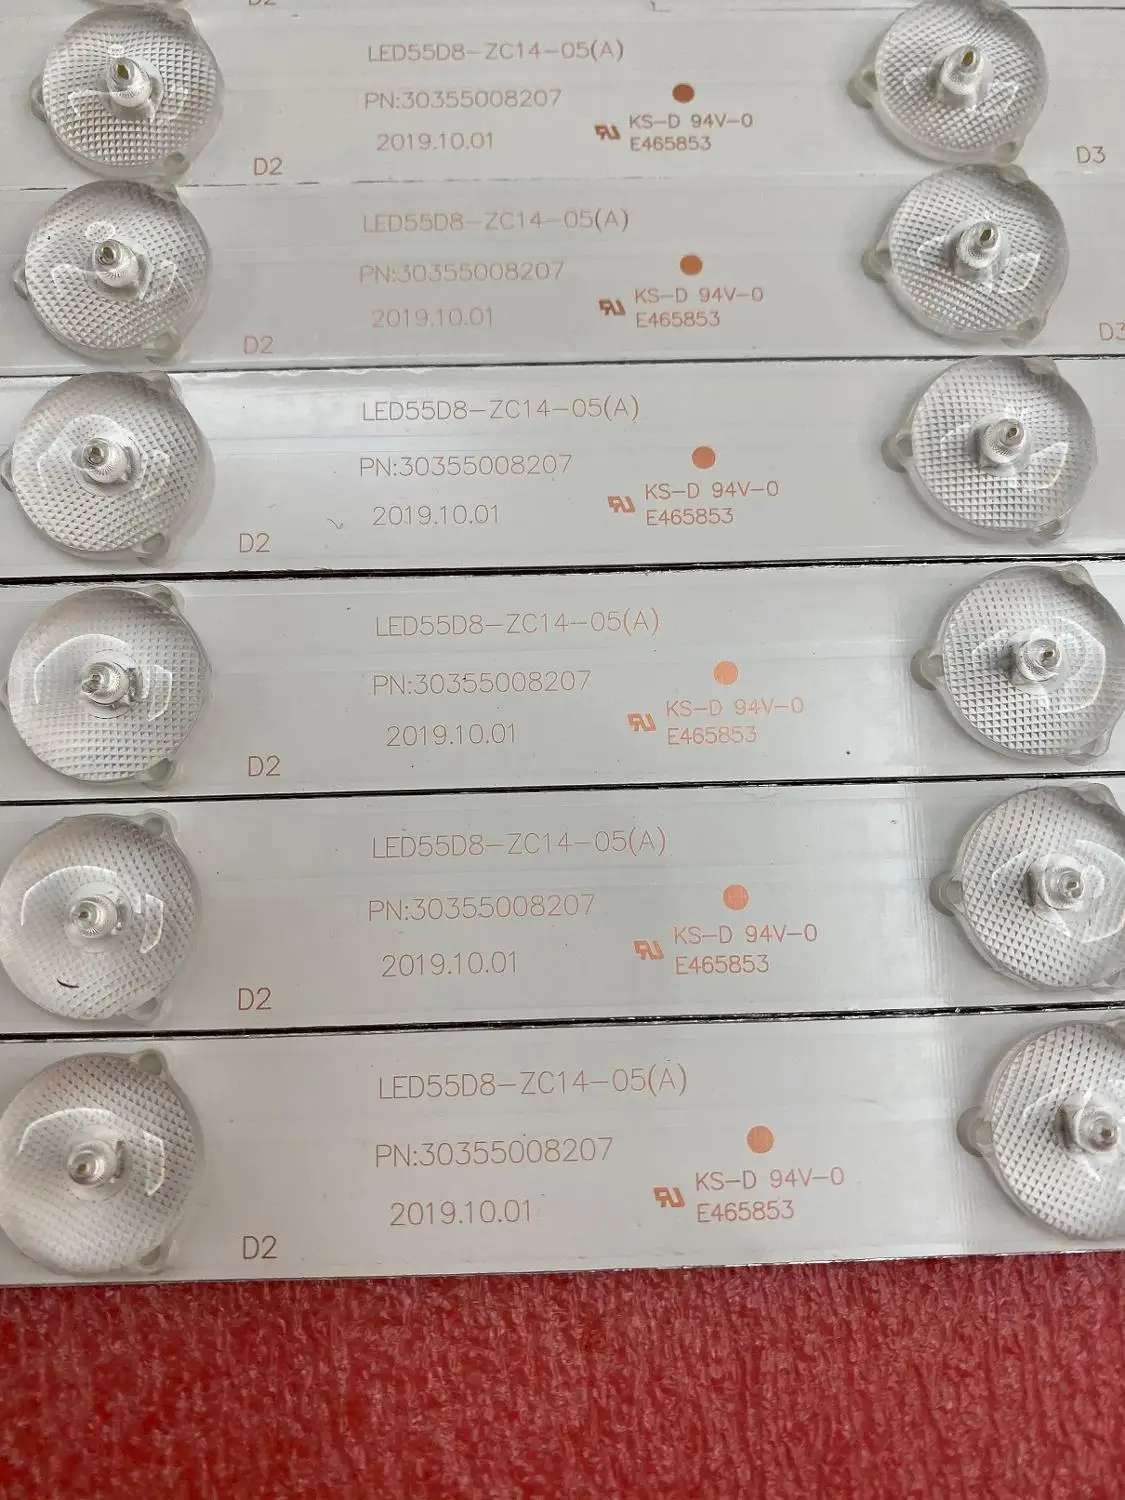 D2
LED55D8-ZC14-05(A)
PN:30355008207
2019.10.01
KS-D 94V-0
E465853
D2
D3
LED55D8-ZC14-05(A)
PN:30355008207
2019.10.01
KS-D 94V-0
E465853
D2
D3
LED55D8-ZC14-05(A)
PN:30355008207
2019.10.01
KS-D 94V-0
E465853
D2
LED55D8-ZC14-05(A)
PN:30355008207
2019.10.01
KS-D 94V-0
E465853
D2
LED55D8-ZC14-05(A)
PN:30355008207
2019.10.01
KS-D 94V-0
E465853
D2
LED55D8-ZC14-05(A)
PN:30355008207
2019.10.01
KS-D 94V-0
E465853
D2